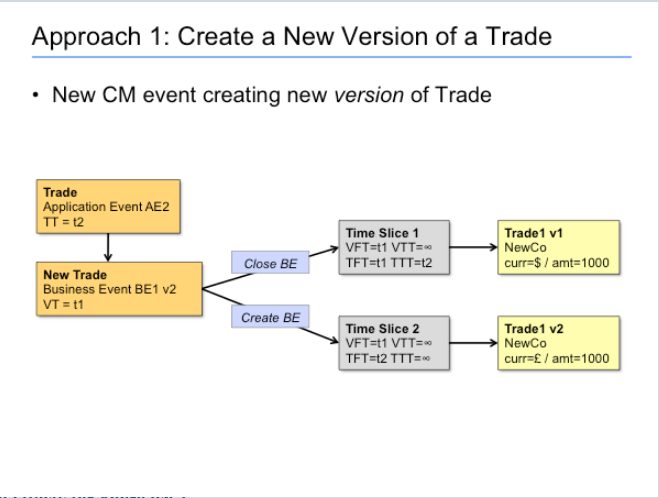 Approach 1: Create a New Version of a Trade
• New CM event creating new version of Trade
Trade
Application Event AE2
TT = t2
New Trade
Business Event BE1 v2
VT = t1
Close BE
Create BE
Time Slice 1
VFT=t1 VTT=∞
TFT=t1 TTT=t2
Trade1 v1
NewCo
curr=$ / amt=1000
Time Slice 2
VFT=t1 VTT=∞
TFT=t2 TTT=∞
Trade1 v2
NewCo
curr=£ / amt=1000